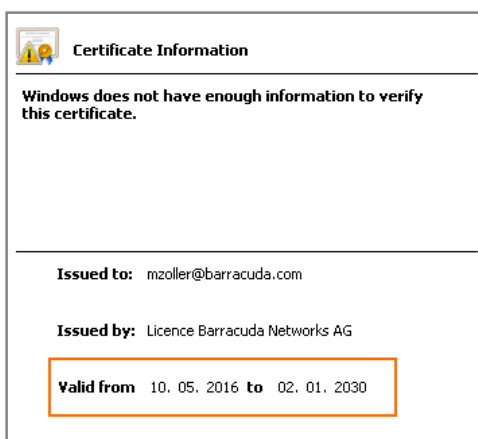 Certificate Information
Windows does not have enough information to verify
this certificate.
Issued to: mzoller@barracuda.com
Issued by: Licence Barracuda Networks AG
Valid from 10. 05. 2016 to 02. 01. 2030